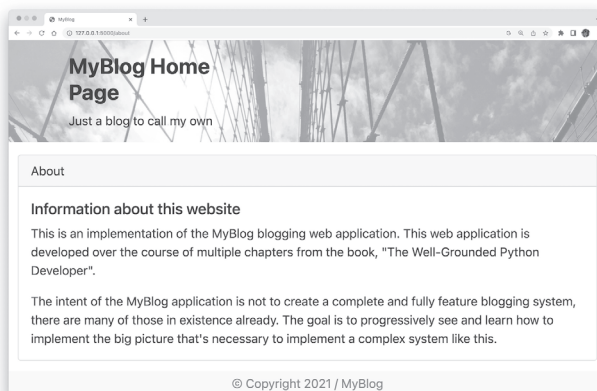 MyBlog
127.0.0.1:5000/about
MyBlog Home
Page
Just a blog to call my own
About
Information about this website
This is an implementation of the MyBlog blogging web application. This web application is
developed over the course of multiple chapters from the book, "The Well-Grounded Python
Developer".
The intent of the MyBlog application is not to create a complete and fully feature blogging system,
there are many of those in existence already. The goal is to progressively see and learn how to
implement the big picture that's necessary to implement a complex system like this.
© Copyright 2021 / MyBlog